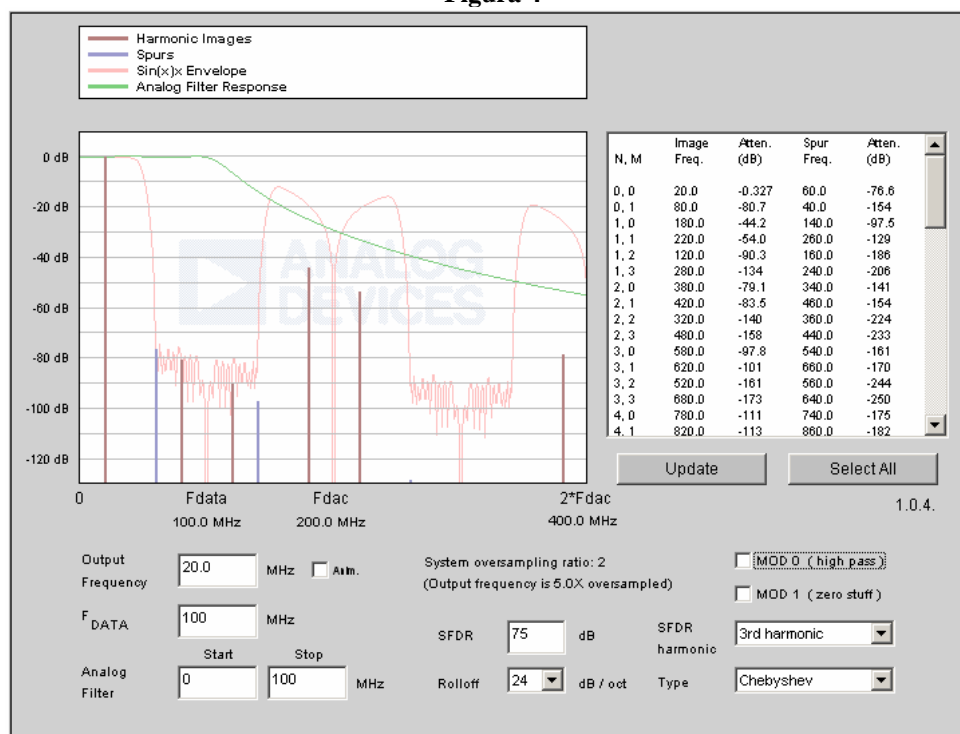 Figura 4
Harmonic Images
Spurs
Sin(x)x Envelope
Analog Filter Response
0 dB
-20 dB
-40 dB
-60 dB
-80 dB
-100 dB
-120 dB
ANALOG
DEVICES
0 Fdata Fdac 2*Fdac
100.0 MHz 200.0 MHz 400.0 MHz
Image Atten. Spur Atten.
N, M Freq. (dB) Freq. (dB)
0, 0 20.0 -0.327 60.0 -76.6
0, 1 80.0 -80.7 40.0 -154
1, 0 180.0 -44.2 140.0 -97.5
1, 1 220.0 -54.0 260.0 -129
1, 2 120.0 -90.3 160.0 -186
1, 3 280.0 -134 240.0 -206
2, 0 380.0 -79.1 340.0 -141
2, 1 420.0 -83.5 460.0 -154
2, 2 320.0 -140 360.0 -224
2, 3 480.0 -158 440.0 -233
3, 0 580.0 -97.8 540.0 -161
3, 1 620.0 -101 660.0 -170
3, 2 520.0 -161 560.0 -244
3, 3 680.0 -173 640.0 -250
4, 0 780.0 -111 740.0 -175
4, 1 820.0 -113 860.0 -182
Update Select All
1.0.4.
Output
Frequency 20.0 MHz Anim.
System oversampling ratio: 2
(Output frequency is 5.0X oversampled)
MOD 0 ( high pass )
MOD 1 ( zero stuff )
FDATA 100 MHz
SFDR 75 dB
SFDR
harmonic 3rd harmonic
Start Stop
Analog
Filter 0 100 MHz
Rolloff 24 dB / oct
Type Chebyshev